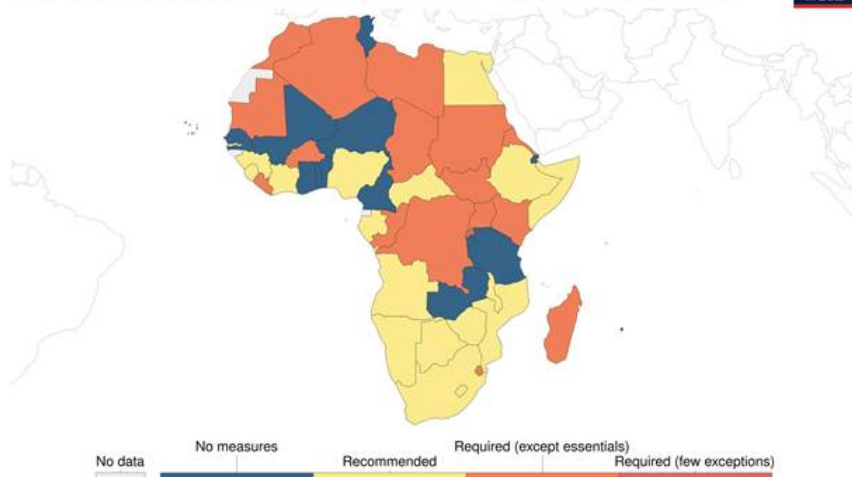 No measures
Required (except essentials)
No data
Recommended
Required (few exceptions)